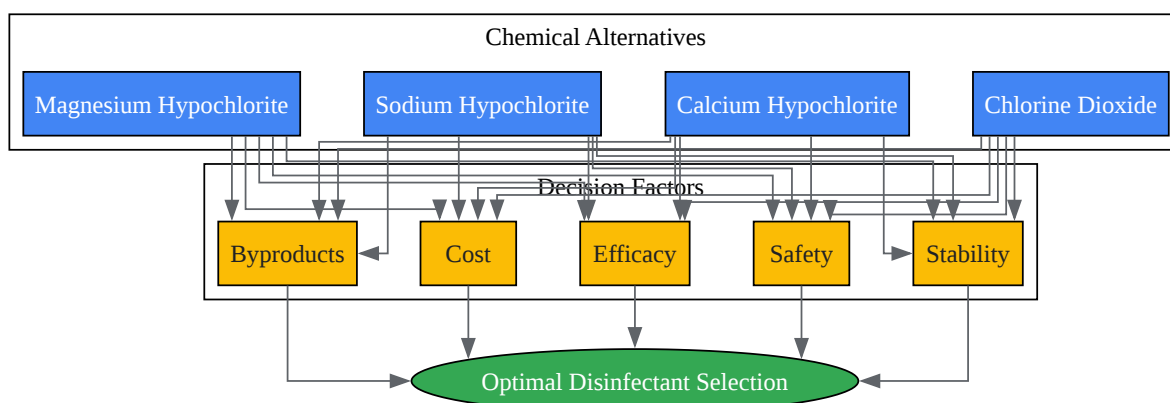 Chemical Alternatives
Magnesium Hypochlorite
Sodium Hypochlorite
Calcium Hypochlorite
Chlorine Dioxide
Decision Factors
Byproducts
Cost
Efficacy
Safety
Stability
Optimal Disinfectant Selection